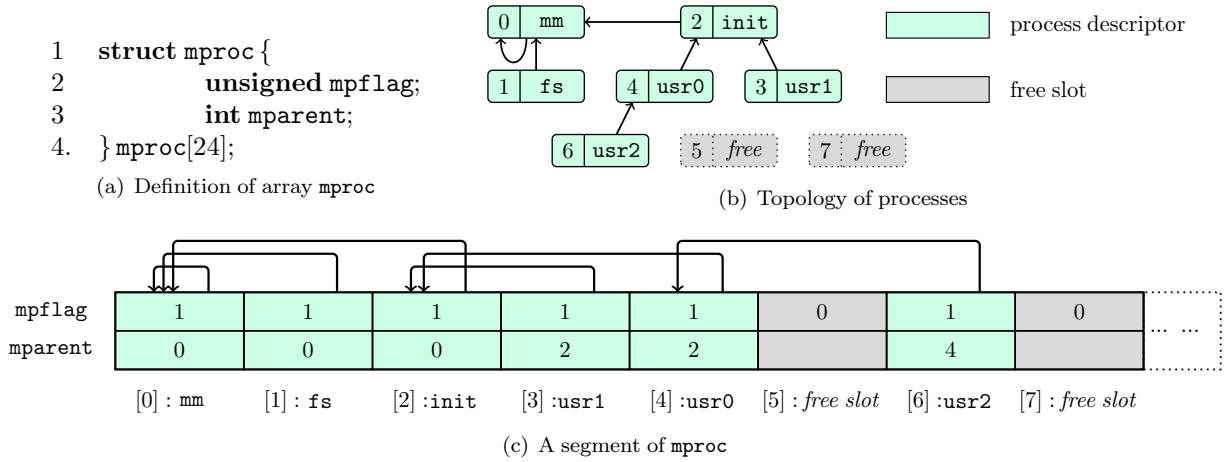 1 struct mproc {
2 unsigned mpflag;
3 int mparent;
4. } mproc[24];
(a) Definition of array mproc
0 mm
2 init
1 fs
4 usr0
3 usr1
6 usr2
5 free
7 free
process descriptor
free slot
(b) Topology of processes
mpflag 1 1 1 1 1 0 1 0
mparent 0 0 0 2 2 4
... ...
[0] : mm [1] : fs [2] :init [3] :usr1 [4] :usr0 [5] : free slot [6] :usr2 [7] : free slot
(c) A segment of mproc